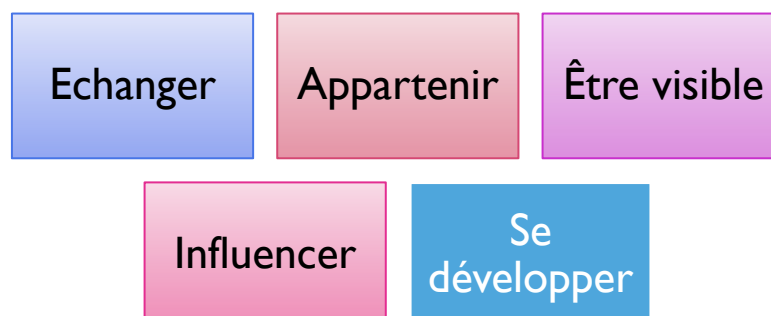 Echanger
Appartenir
Être visible
Influencer
Se
développer